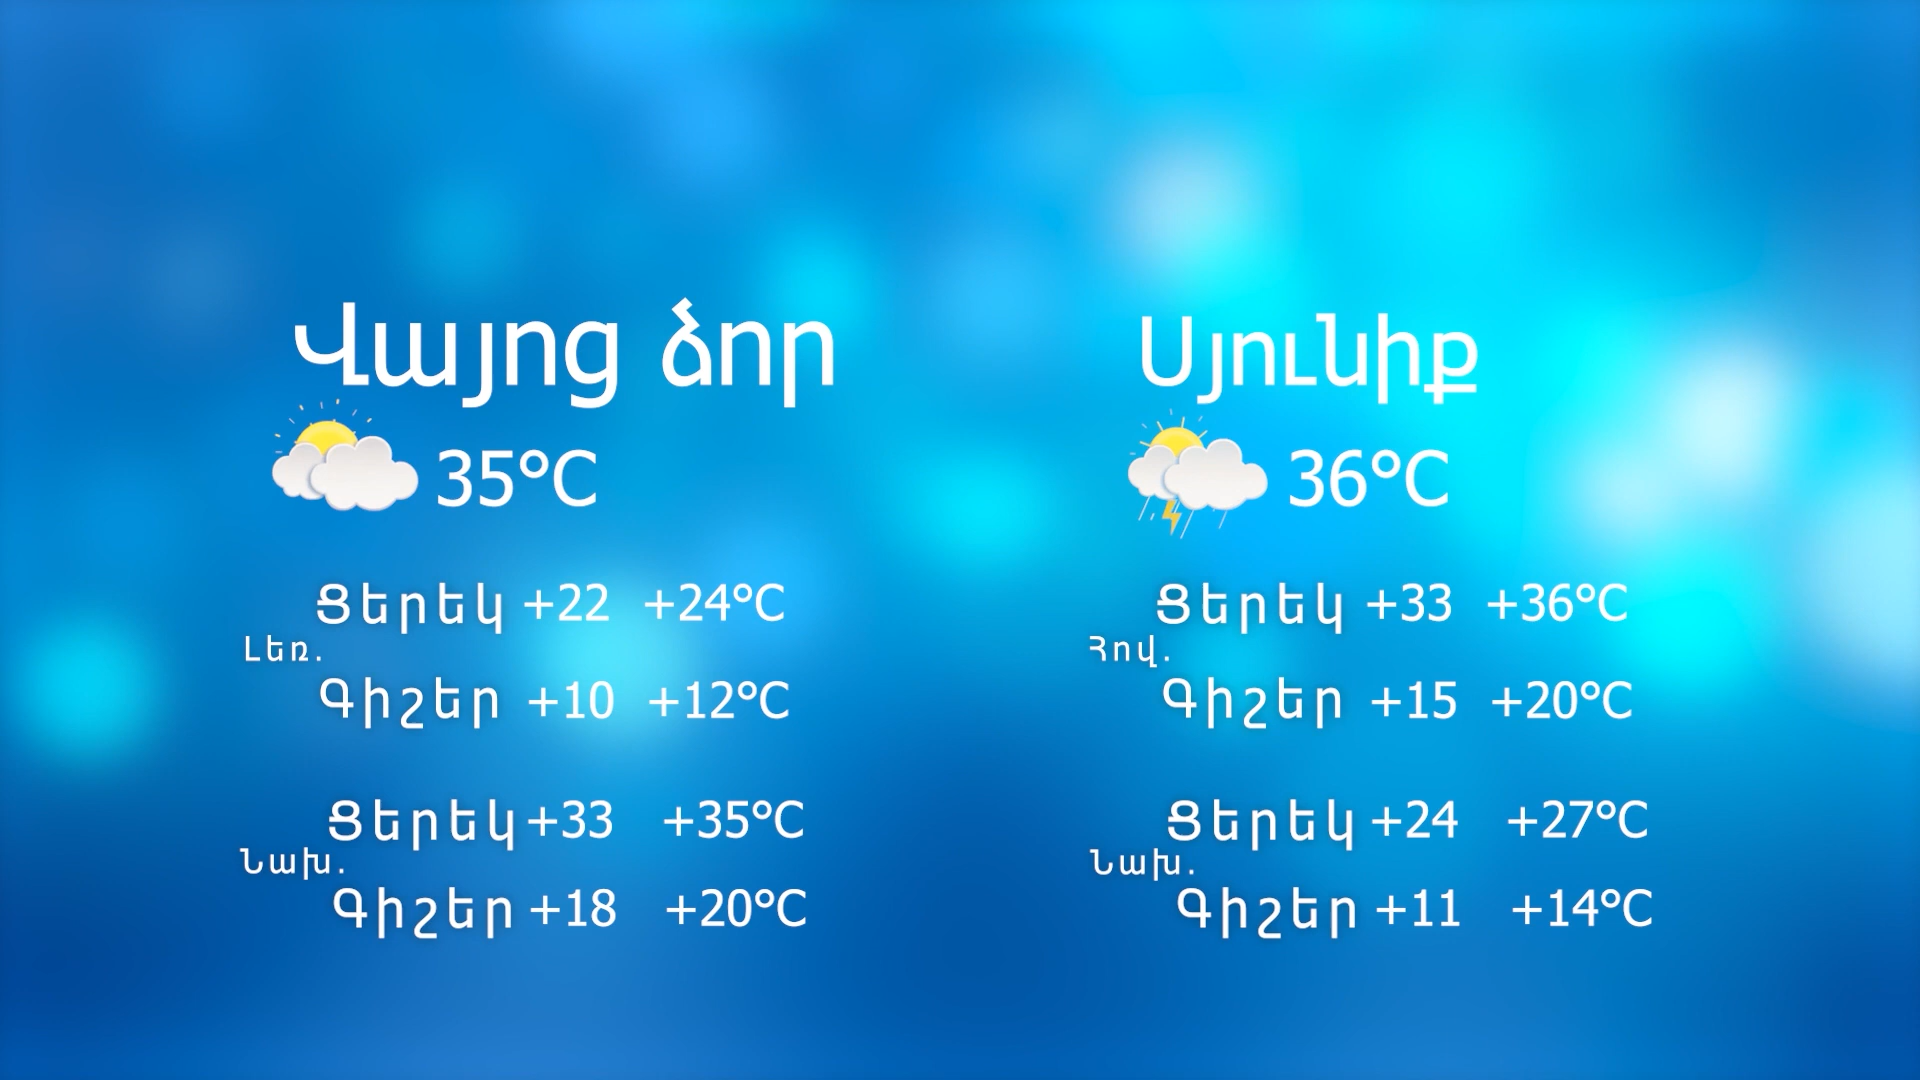 Վայոց ձոր
35°C
Ցերեկ +22 +24°C
Լեռ.
Գիշեր +10 +12°C
Ցերեկ +33 +35°C
Նախ.
Գիշեր +18 +20°C
Սյունիք
36°C
Ցերեկ +33 +36°C
Հով.
Գիշեր +15 +20°C
Ցերեկ +24 +27°C
Նախ.
Գիշեր +11 +14°C